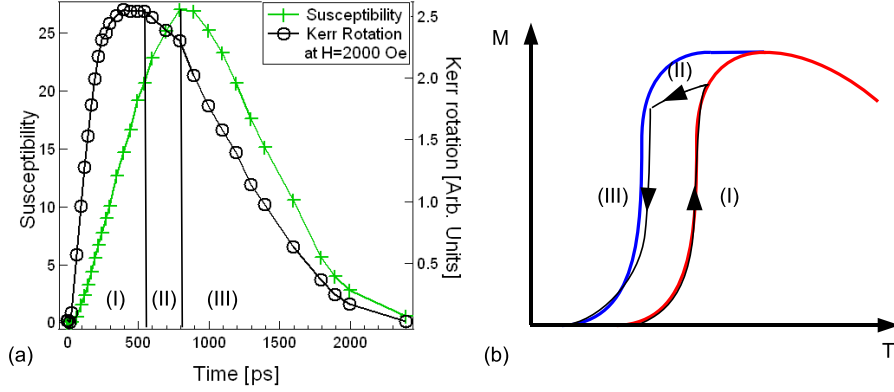 Susceptibility
Kerr Rotation
at H=2000 Oe
25
20
15
10
5
0
Susceptibility
2.5
2.0
1.5
1.0
0.5
Kerr rotation [Arb. Units]
(I) (II) (III)
0 500 1000 1500 2000
Time [ps]
(a)
M
(II)
(III)
(I)
T
(b)